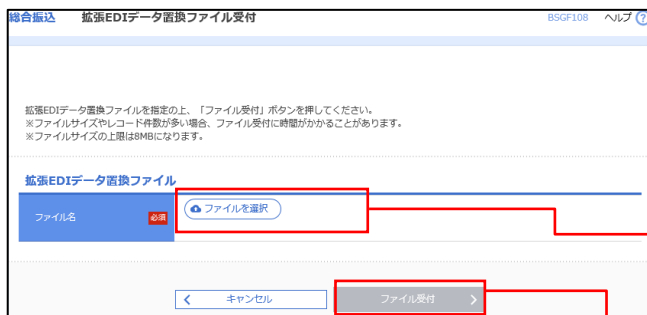 総合振込 拡張EDIデータ置換ファイル受付 BSGF108 ヘルプ ?
拡張EDIデータ置換ファイルを指定の上、「ファイル受付」ボタンを押してください。
※ファイルサイズやレコード件数が多い場合、ファイル受付に時間がかかることがあります。
※ファイルサイズの上限は8MBになります。
拡張EDIデータ置換ファイル
ファイル名 必須 ファイルを選択
キャンセル ファイル受付